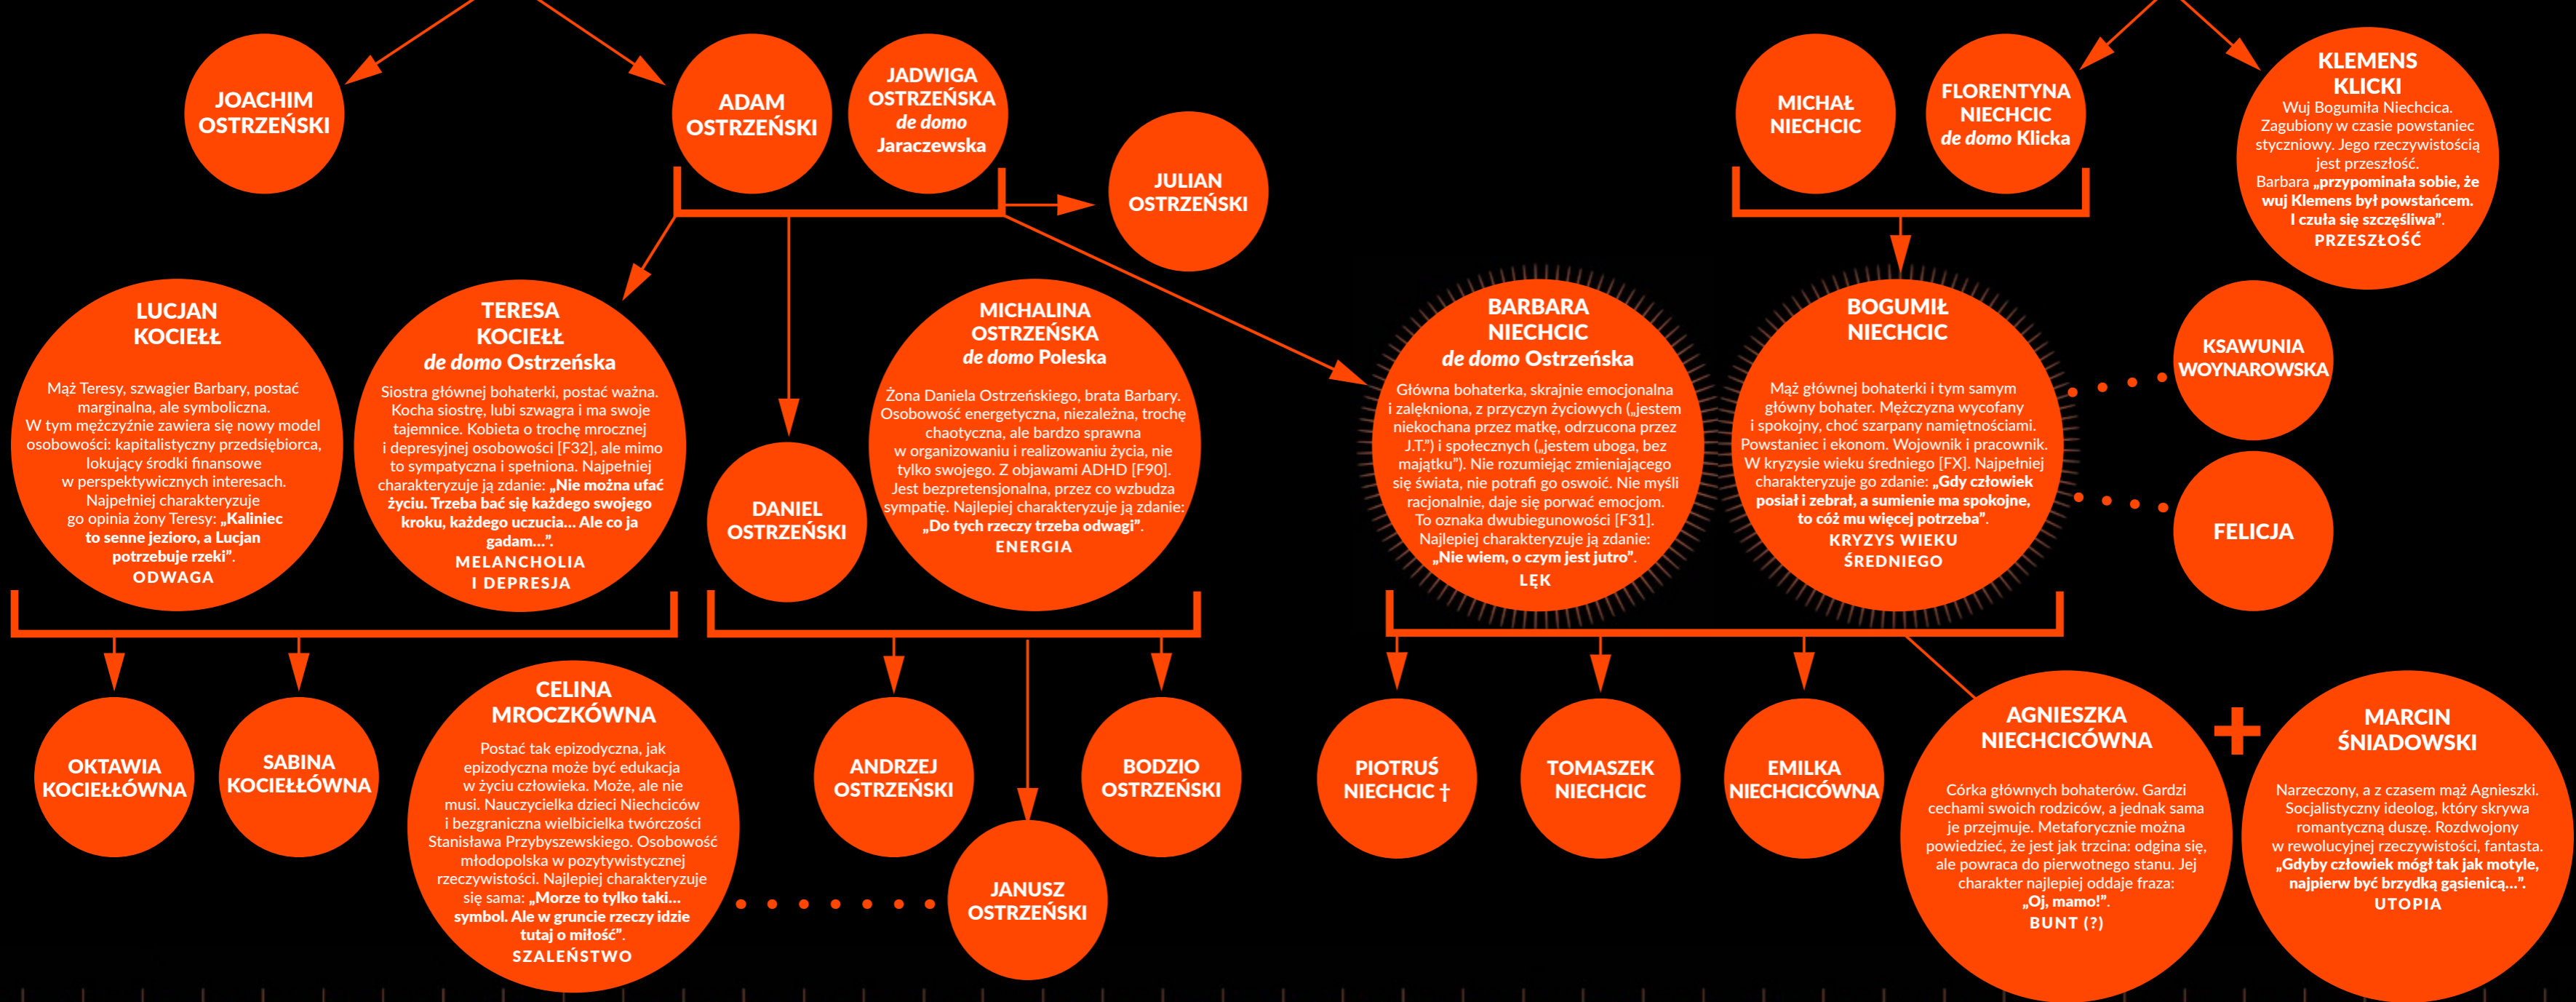 JOACHIM
OSTRZEŃSKI
ADAM
OSTRZEŃSKI
JADWIGA
OSTRZEŃSKA
de domo
Jaraczewska
JULIAN
OSTRZEŃSKI
MICHAŁ
NIECHCIC
FLORENTYNA
NIECHCIC
de domo Klicka
KLEMENS
KLICKI
Wuj Bogumiła Niechcica.
Zagubiony w czasie powstaniec
styczniowy. Jego rzeczywistością
jest przeszłość.
Barbara „przypominała sobie, że
wuj Klemens był powstańcem.
I czuła się szczęśliwa”.
PRZESZŁOŚĆ
LUCJAN
KOCIEŁŁ
Mąż Teresy, szwagier Barbary, postać
marginalna, ale symboliczna.
W tym mężczyźnie zawiera się nowy model
osobowości: kapitalistyczny przedsiębiorca,
lokujący środki finansowe
w perspektywicznych interesach.
Najpełniej charakteryzuje
go opinia żony Teresy: „Kaliniec
to senne jezioro, a Lucjan
potrzebuje rzeki”.
ODWAGA
TERESA
KOCIEŁŁ
de domo Ostrzeńska
Siostra głównej bohaterki, postać ważna.
Kocha siostrę, lubi szwagra i ma swoje
tajemnice. Kobieta o trochę mrocznej
i depresyjnej osobowości [F32], ale mimo
to sympatyczna i spełniona. Najpełniej
charakteryzuje ją zdanie: „Nie można ufać
życiu. Trzeba bać się każdego swojego
kroku, każdego uczucia… Ale co ja
gadam…”.
MELANCHOLIA
I DEPRESJA
DANIEL
OSTRZEŃSKI
MICHALINA
OSTRZEŃSKA
de domo Poleska
Żona Daniela Ostrzeńskiego, brata Barbary.
Osobowość energetyczna, niezależna, trochę
chaotyczna, ale bardzo sprawna
w organizowaniu i realizowaniu życia, nie
tylko swojego. Z objawami ADHD [F90].
Jest bezpretensjonalna, przez co wzbudza
sympatię. Najlepiej charakteryzuje ją zdanie:
„Do tych rzeczy trzeba odwagi”.
ENERGIA
BARBARA
NIECHCIC
de domo Ostrzeńska
Główna bohaterka, skrajnie emocjonalna
i zalękniona, z przyczyn życiowych („jestem
niekochana przez matkę, odrzucona przez
J.T.”) i społecznych („jestem uboga, bez
majątku”). Nie rozumiejąc zmieniającego
się świata, nie potrafi go oswoić. Nie myśli
racjonalnie, daje się porwać emocjom.
To oznaka dwubiegunowości [F31].
Najlepiej charakteryzuje ją zdanie:
„Nie wiem, o czym jest jutro”.
LĘK
BOGUMIŁ
NIECHCIC
Mąż głównej bohaterki i tym samym
główny bohater. Mężczyzna wycofany
i spokojny, choć szarpany namiętnościami.
Powstaniec i ekonom. Wojownik i pracownik.
W kryzysie wieku średniego [FX]. Najpełniej
charakteryzuje go zdanie: „Gdy człowiek
posiał i zebrał, a sumienie ma spokojne,
to cóż mu więcej potrzeba”.
KRYZYS WIEKU
ŚREDNIEGO
KSAWUNIA
WOYNAROWSKA
FELICJA
OKTAWIA
KOCIEŁŁÓWNA
SABINA
KOCIEŁŁÓWNA
CELINA
MROCZKÓWNA
Postać tak epizodyczna, jak
epizodyczna może być edukacja
w życiu człowieka. Może, ale nie
musi. Nauczycielka dzieci Niechciców
i bezgraniczna wielbicielka twórczości
Stanisława Przybyszewskiego. Osobowość
młodopolska w pozytywistycznej
rzeczywistości. Najlepiej charakteryzuje
się sama: „Morze to tylko taki…
symbol. Ale w gruncie rzeczy idzie
tutaj o miłość”.
SZALEŃSTWO
ANDRZEJ
OSTRZEŃSKI
JANUSZ
OSTRZEŃSKI
BODZIO
OSTRZEŃSKI
PIOTRUŚ
NIECHCIC †
TOMASZEK
NIECHCIC
EMILKA
NIECHCICÓWNA
AGNIESZKA
NIECHCICÓWNA
Córka głównych bohaterów. Gardzi
cechami swoich rodziców, a jednak sama
je przejmuje. Metaforycznie można
powiedzieć, że jest jak trzcina: odgina się,
ale powraca do pierwotnego stanu. Jej
charakter najlepiej oddaje fraza:
„Oj, mamo!”.
BUNT (?)
+
MARCIN
ŚNIADOWSKI
Narzeczony, a z czasem mąż Agnieszki.
Socjalistyczny ideolog, który skrywa
romantyczną duszę. Rozdwojony
w rewolucyjnej rzeczywistości, fantasta.
„Gdyby człowiek mógł tak jak motyle,
najpierw być brzydką gąsienicą…”.
UTOPIA